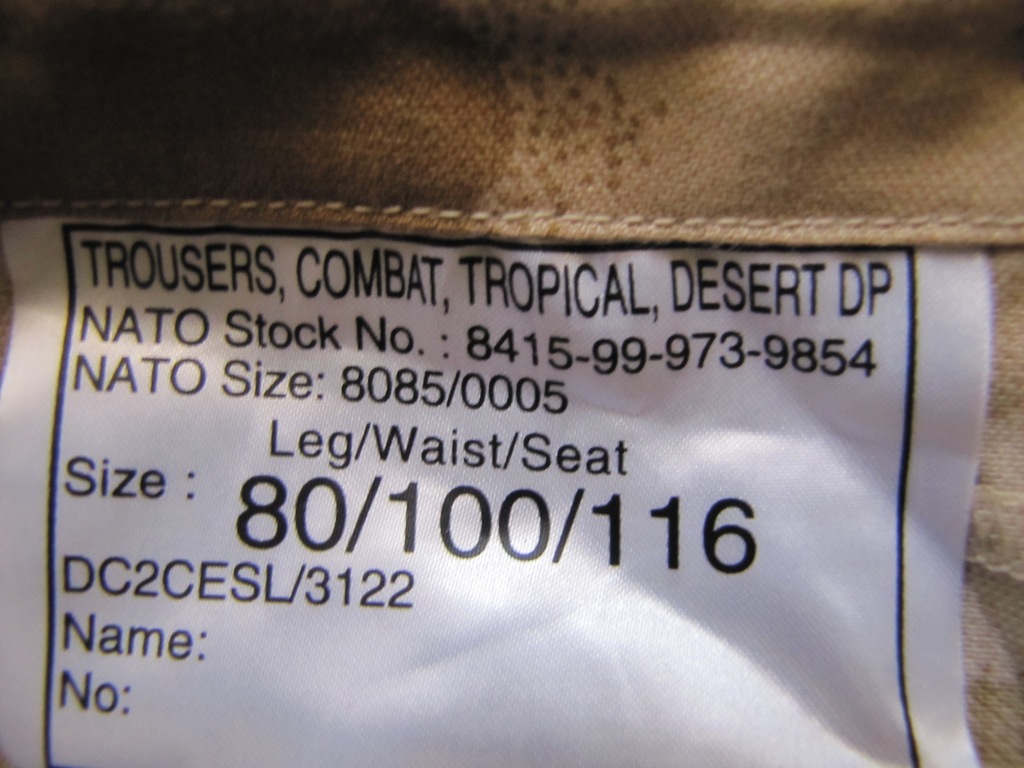 TROUSERS, COMBAT, TROPICAL, DESERT DP
NATO Stock No. : 8415-99-973-9854
NATO Size: 8085/0005
Leg/Waist/Seat
Size : 80/100/116
DC2CESL/3122
Name:
No: